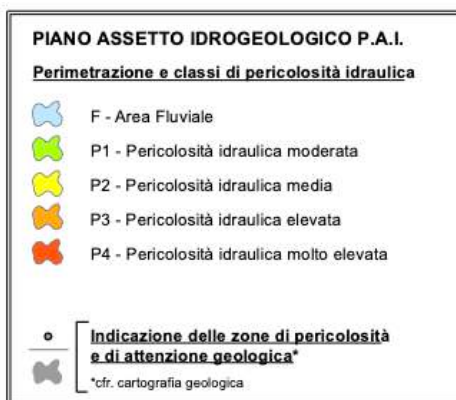 PIANO ASSETTO IDROGEOLOGICO P.A.I.
Perimetrazione e classi di pericolosità idraulica
F - Area Fluviale
P1 - Pericolosità idraulica moderata
P2 - Pericolosità idraulica media
P3 - Pericolosità idraulica elevata
P4 - Pericolosità idraulica molto elevata
Indicazione delle zone di pericolosità
e di attenzione geologica*
*cfr. cartografia geologica